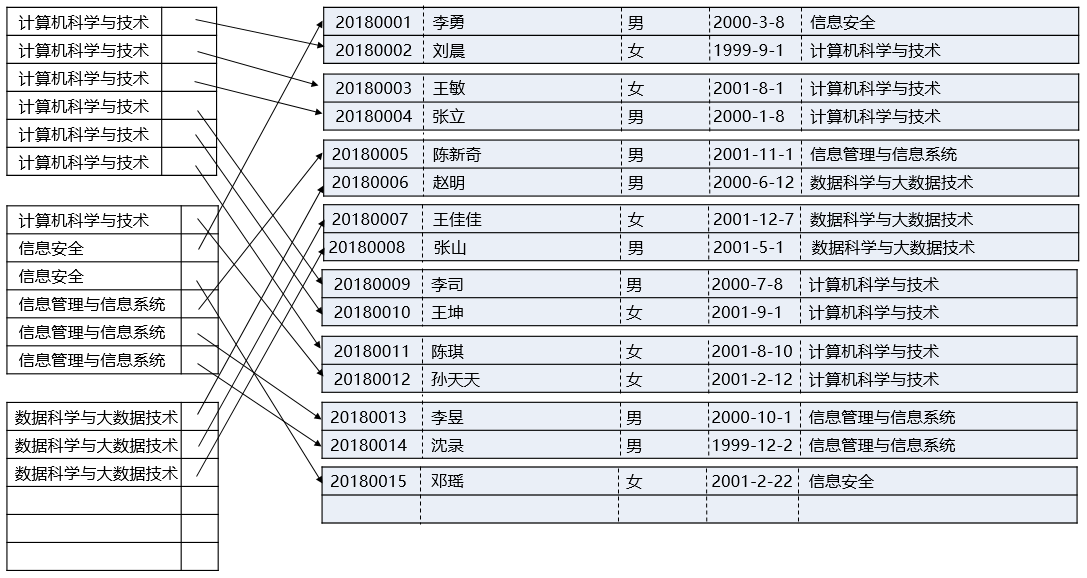 计算机科学与技术
计算机科学与技术
计算机科学与技术
计算机科学与技术
计算机科学与技术
计算机科学与技术
计算机科学与技术
信息安全
信息安全
信息管理与信息系统
信息管理与信息系统
信息管理与信息系统
数据科学与大数据技术
数据科学与大数据技术
数据科学与大数据技术
20180001 李勇 男 2000-3-8 信息安全
20180002 刘晨 女 1999-9-1 计算机科学与技术
20180003 王敏 女 2001-8-1 计算机科学与技术
20180004 张立 男 2000-1-8 计算机科学与技术
20180005 陈新奇 男 2001-11-1 信息管理与信息系统
20180006 赵明 男 2000-6-12 数据科学与大数据技术
20180007 王佳佳 女 2001-12-7 数据科学与大数据技术
20180008 张山 男 2001-5-1 数据科学与大数据技术
20180009 李司 男 2000-7-8 计算机科学与技术
20180010 王坤 女 2001-9-1 计算机科学与技术
20180011 陈琪 女 2001-8-10 计算机科学与技术
20180012 孙天天 女 2001-2-12 计算机科学与技术
20180013 李昱 男 2000-10-1 信息管理与信息系统
20180014 沈录 男 1999-12-2 信息管理与信息系统
20180015 邓瑶 女 2001-2-22 信息安全